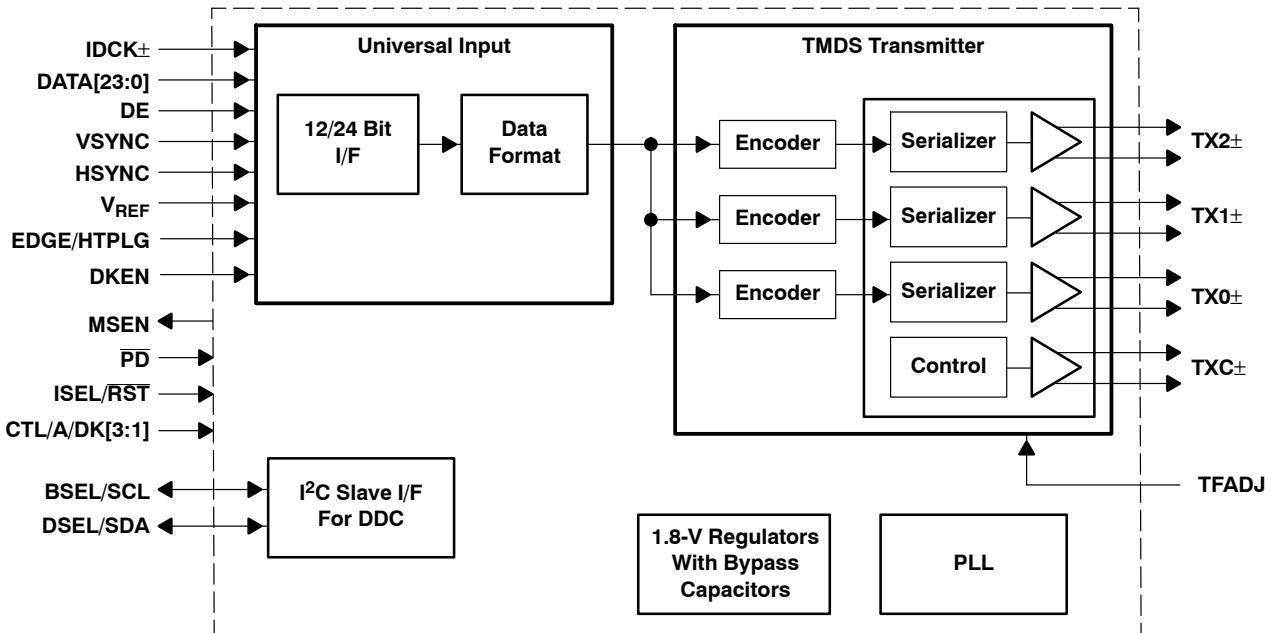 Universal Input
TMDS Transmitter
IDCK±
DATA[23:0]
DE
VSYNC
HSYNC
VREF
EDGE/HTPLG
DKEN
MSEN
PD
ISEL/RST
CTL/A/DK[3:1]
BSEL/SCL
DSEL/SDA
12/24 Bit
I/F
Data
Format
Encoder
Serializer
TX2±
Encoder
Serializer
TX1±
Encoder
Serializer
TX0±
Control
TXC±
TFADJ
I2C Slave I/F
For DDC
1.8-V Regulators
With Bypass
Capacitors
PLL